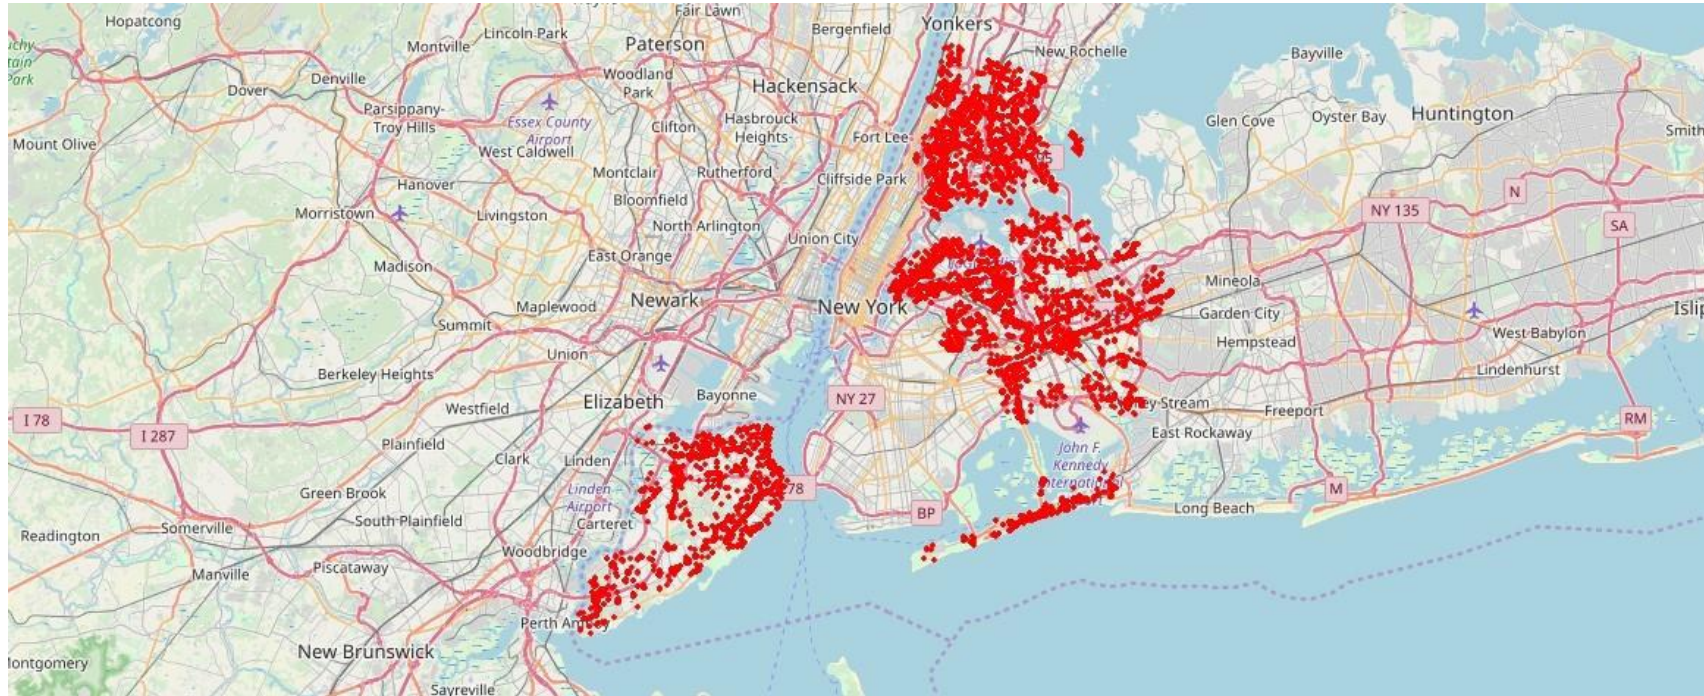 Hopatcong
Fair Lawn
Yonkers
Lincoln Park
Bergenfield
Montville
Paterson
New Rochelle
Bayville
Denville
Woodland
Park
Hackensack
Dover
Parsippany-
Troy Hills
Essex County
Airport
Clifton
Hasbrouck
Heights
Fort Lee
Glen Cove
Oyster Bay
Huntington
Mount Olive
West Caldwell
Hanover
Montclair
Rutherford
Cliffside Park
Bloomfield
N
Morristown
Livingston
North Arlington
NY 135
SA
Union City
East Orange
Madison
Mineola
Maplewood
Newark
New York
Garden City
Summit
West Babylon
Union
Hempstead
Berkeley Heights
Lindenhurst
Bayonne
Elizabeth
NY 27
Westfield
Freeport
I 78
I 287
RM
Plainfield
East Rockaway
John F.
Kennedy
International
Clark
Linden
Linden
Airport
78
M
Green Brook
Long Beach
BP
South Plainfield
Carteret
Somerville
Readington
Woodbridge
Manville
Piscataway
Perth Amboy
New Brunswick
Sayreville